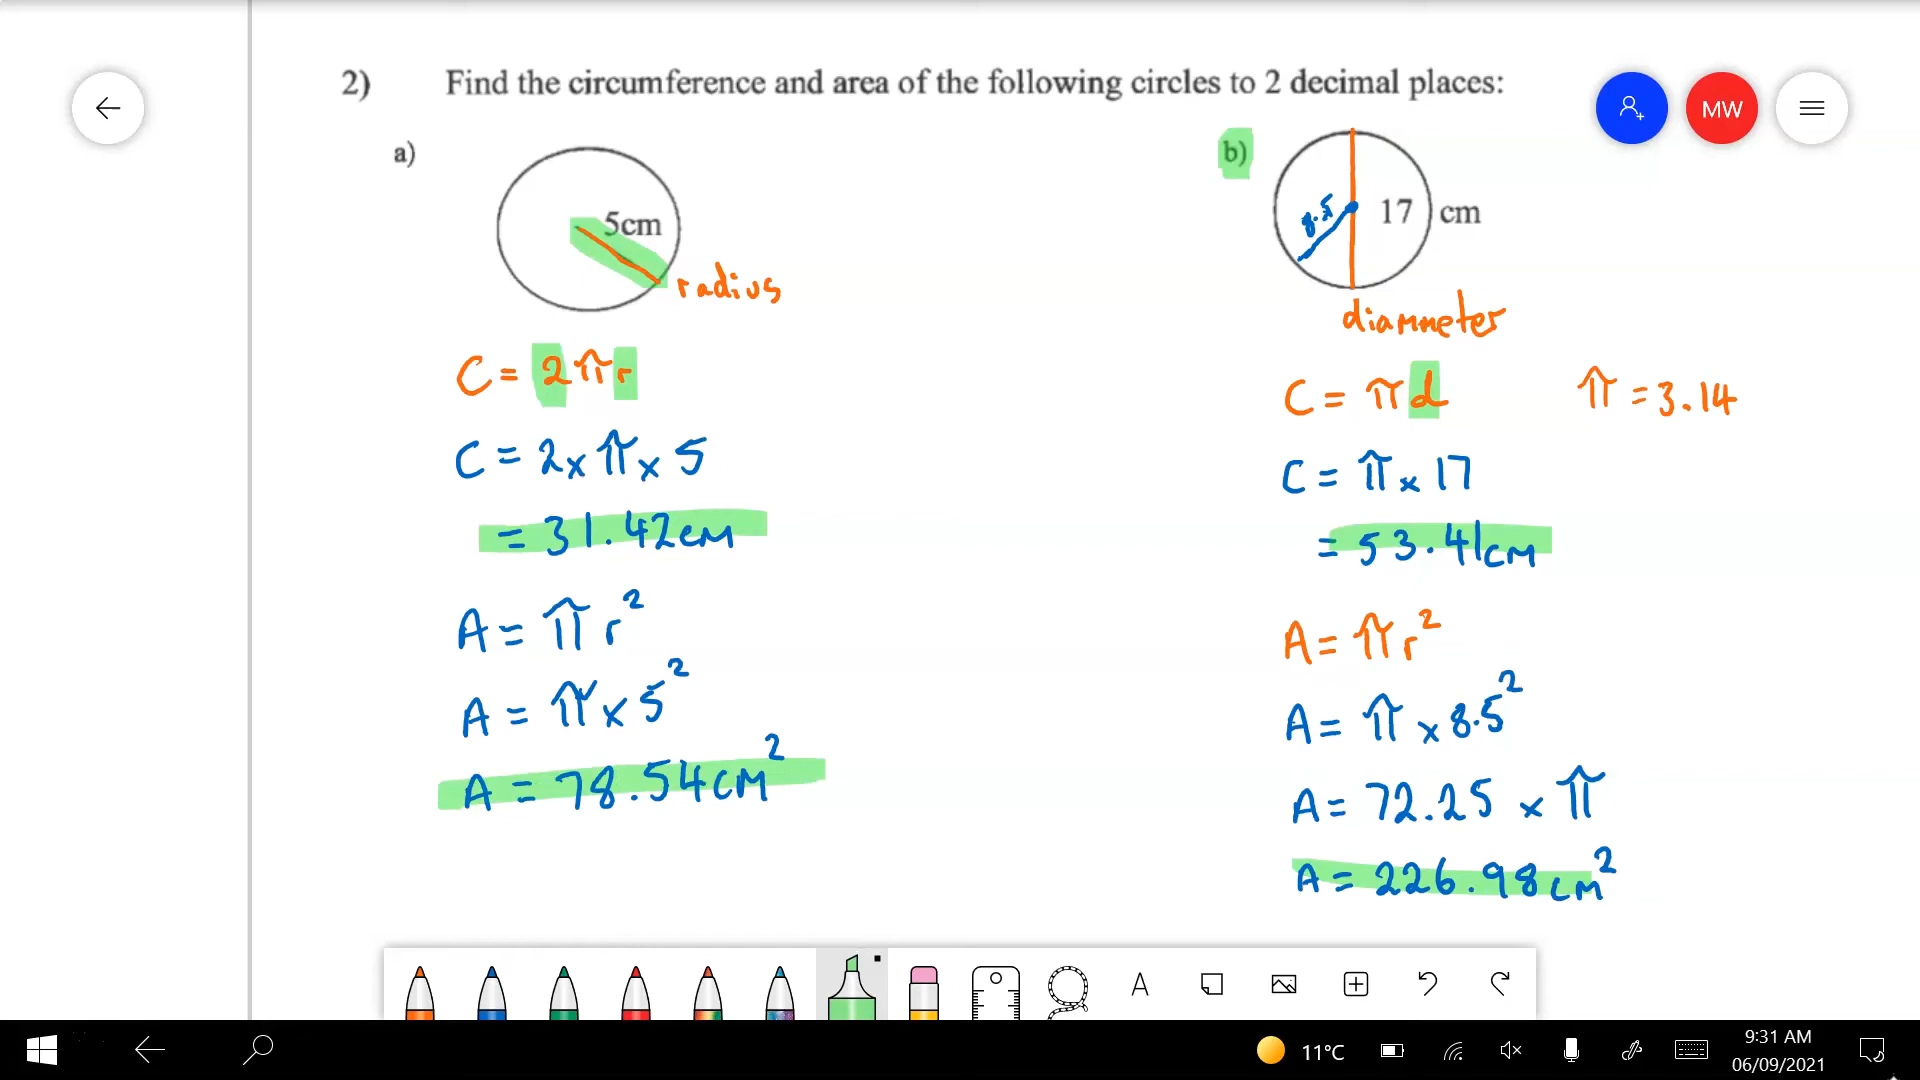 2) Find the circumference and area of the following circles to 2 decimal places:
MW
a)
5cm
radius
C = 2πr
C = 2 x π x 5
= 31.42cm
A = π r²
A = π x 5²
A = 78.54cm²
b)
8.5
17 cm
diammeter
C = πd
π = 3.14
C = π x 17
= 53.41cm
A = πr²
A = π x 8.5²
A = 72.25 x π
A = 226.98cm²
A
11°C
9:31 AM
06/09/2021